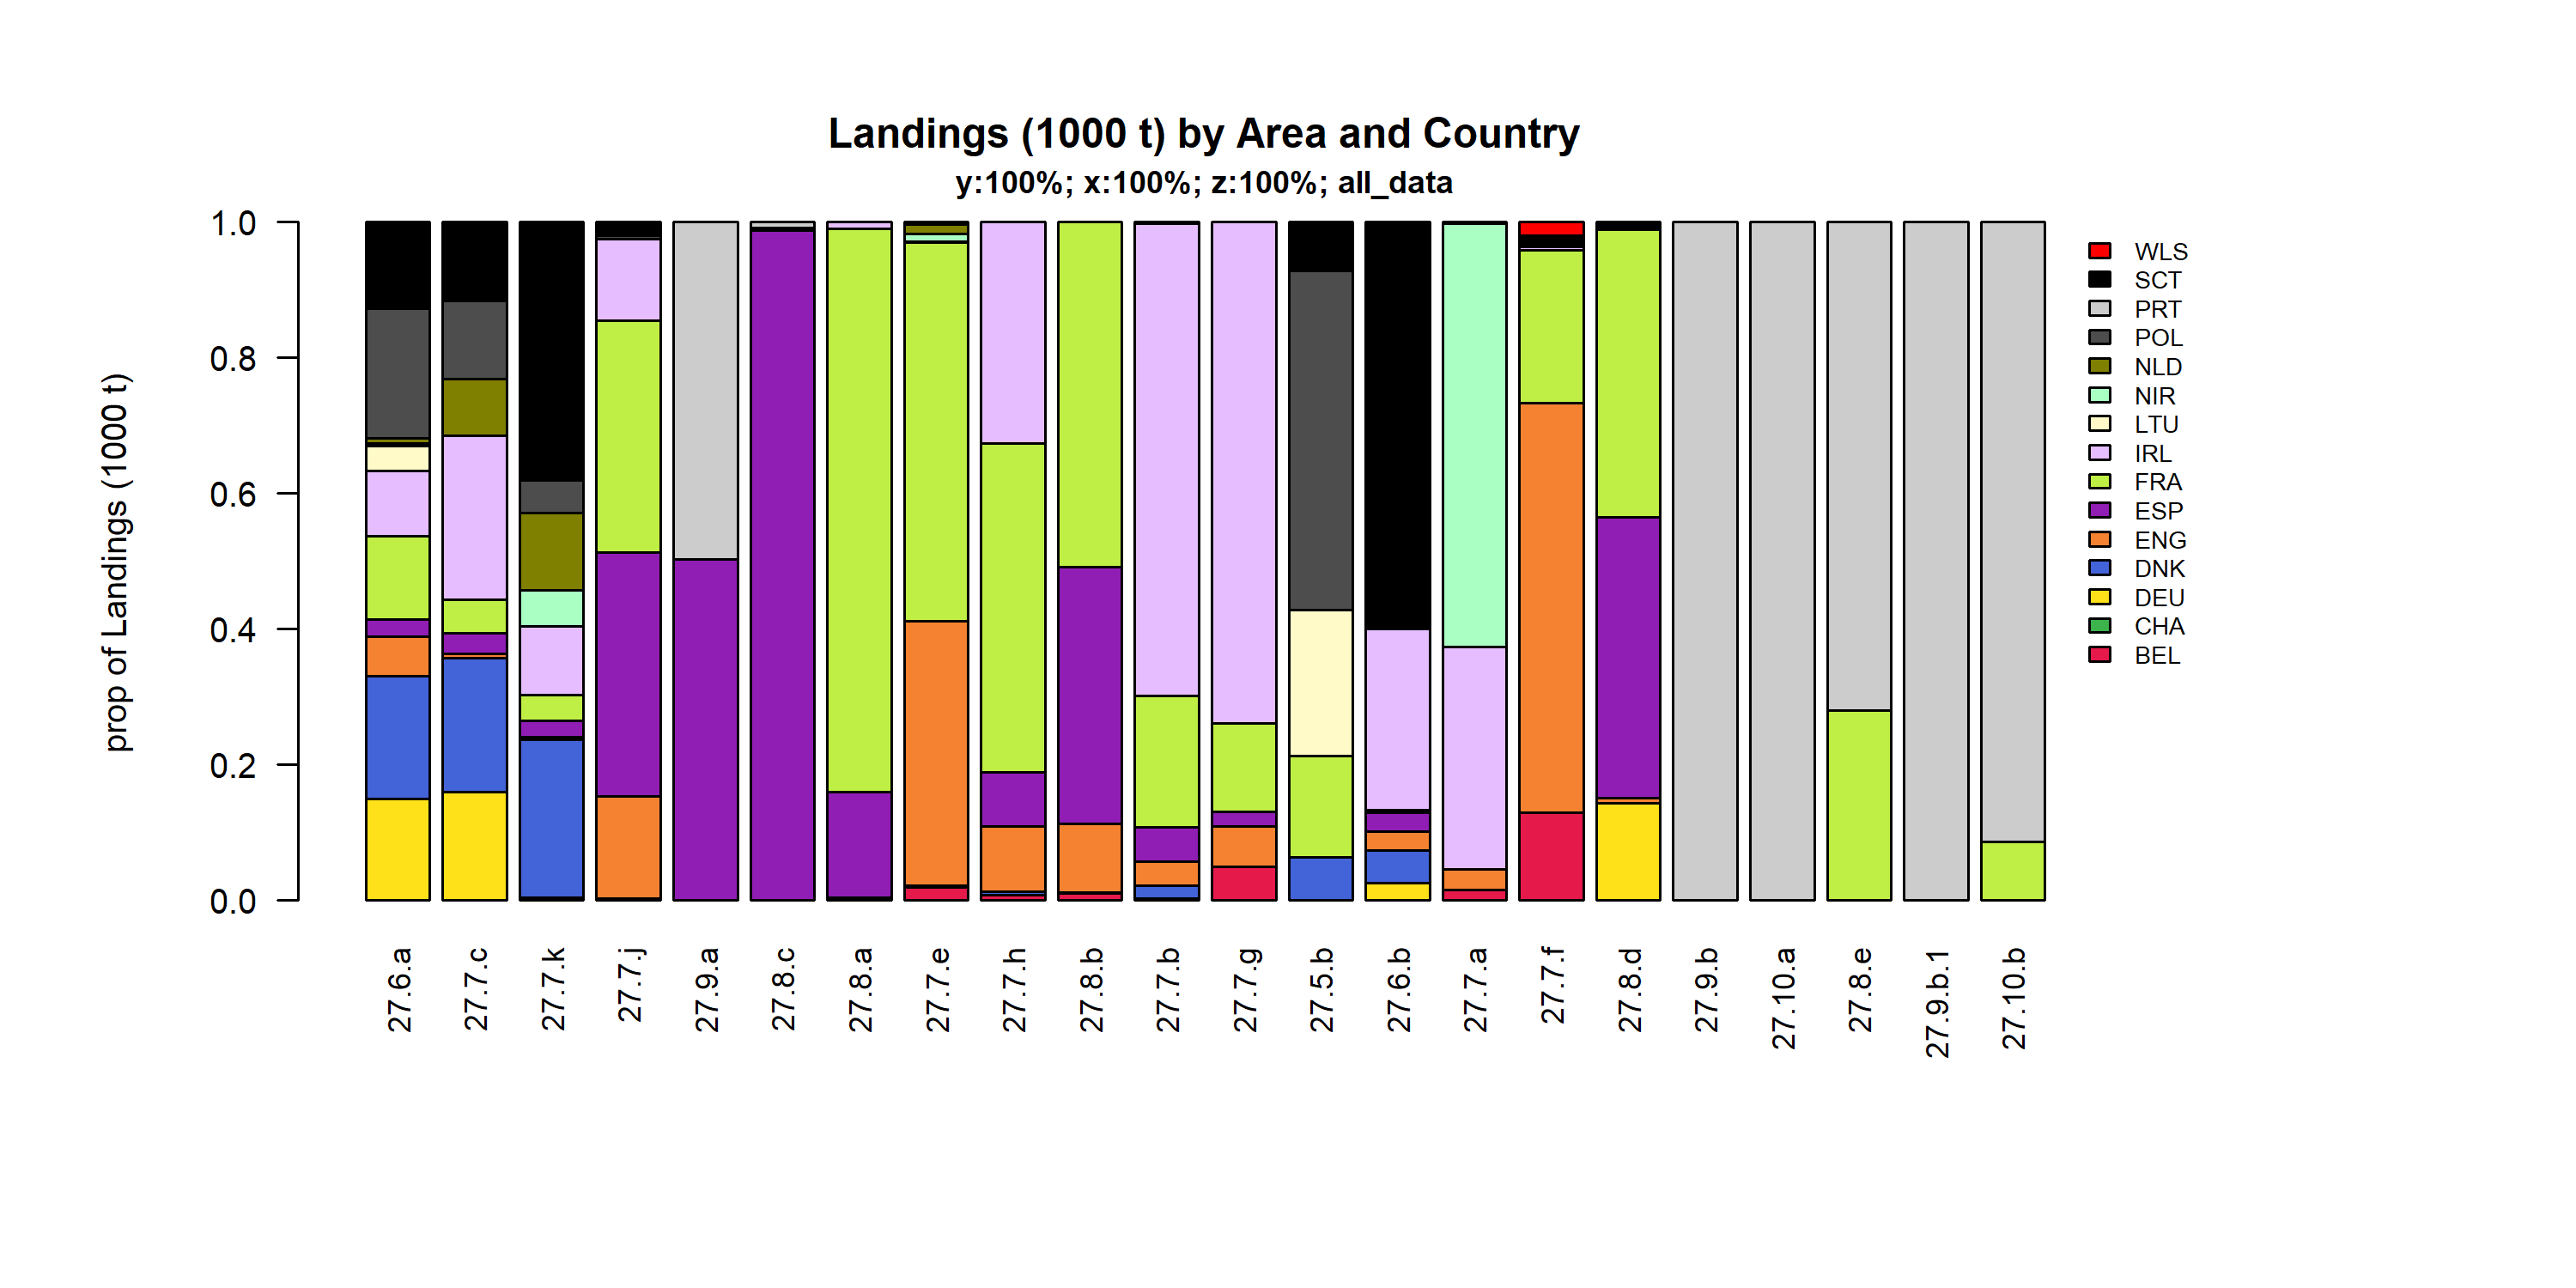 Landings (1000 t) by Area and Country
y:100%; x:100%; z:100%; all_data
prop of Landings (1000 t)
1.0
0.8
0.6
0.4
0.2
0.0
27.6.a
27.7.c
27.7.k
27.7.j
27.9.a
27.8.c
27.8.a
27.7.e
27.7.h
27.8.b
27.7.b
27.7.g
27.5.b
27.6.b
27.7.a
27.7.f
27.8.d
27.9.b
27.10.a
27.8.e
27.9.b.1
27.10.b
WLS
SCT
PRT
POL
NLD
NIR
LTU
IRL
FRA
ESP
ENG
DNK
DEU
CHA
BEL